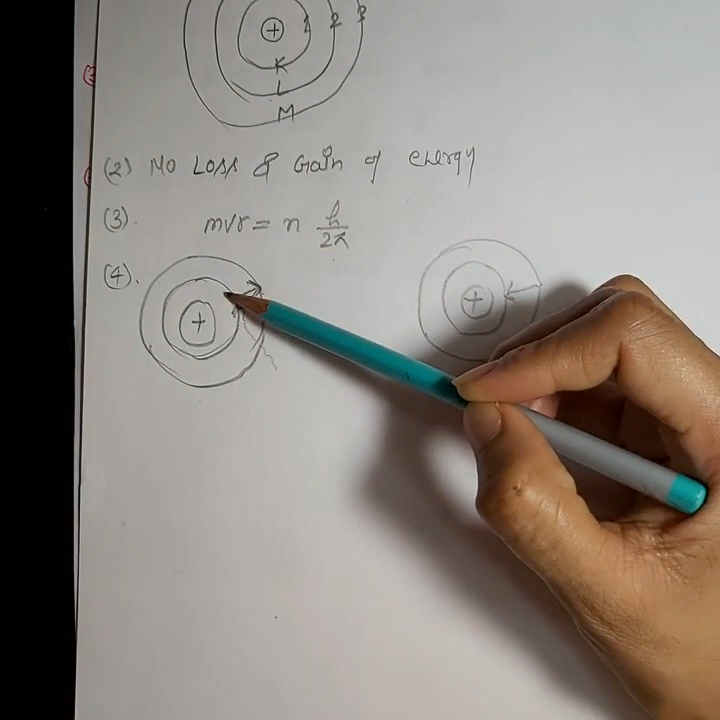 + 1 2 3
K
L
M
(2) No Loss & Gain of energy
(3). mvr = n h/2π
(4).
+ +